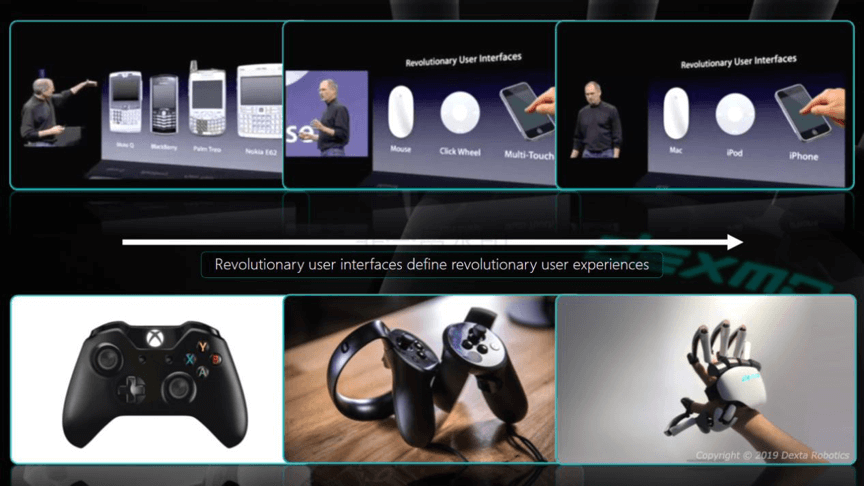 Moto Q
BlackBerry
Palm Treo
Nokia E62
Revolutionary User Interfaces
Mouse
Click Wheel
Multi-Touch
Revolutionary User Interfaces
Mac
iPod
iPhone
Revolutionary user interfaces define revolutionary user experiences
dexmo
Y
X
B
A
Copyright © 2019 Dexta Robotics